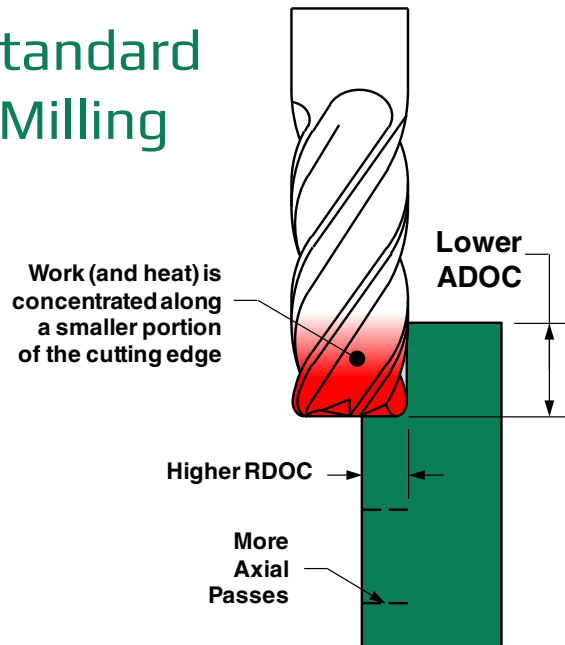 tandard
Milling
Lower
ADOC
Work (and heat) is
concentrated along
a smaller portion
of the cutting edge
Higher RDOC
More
Axial
Passes